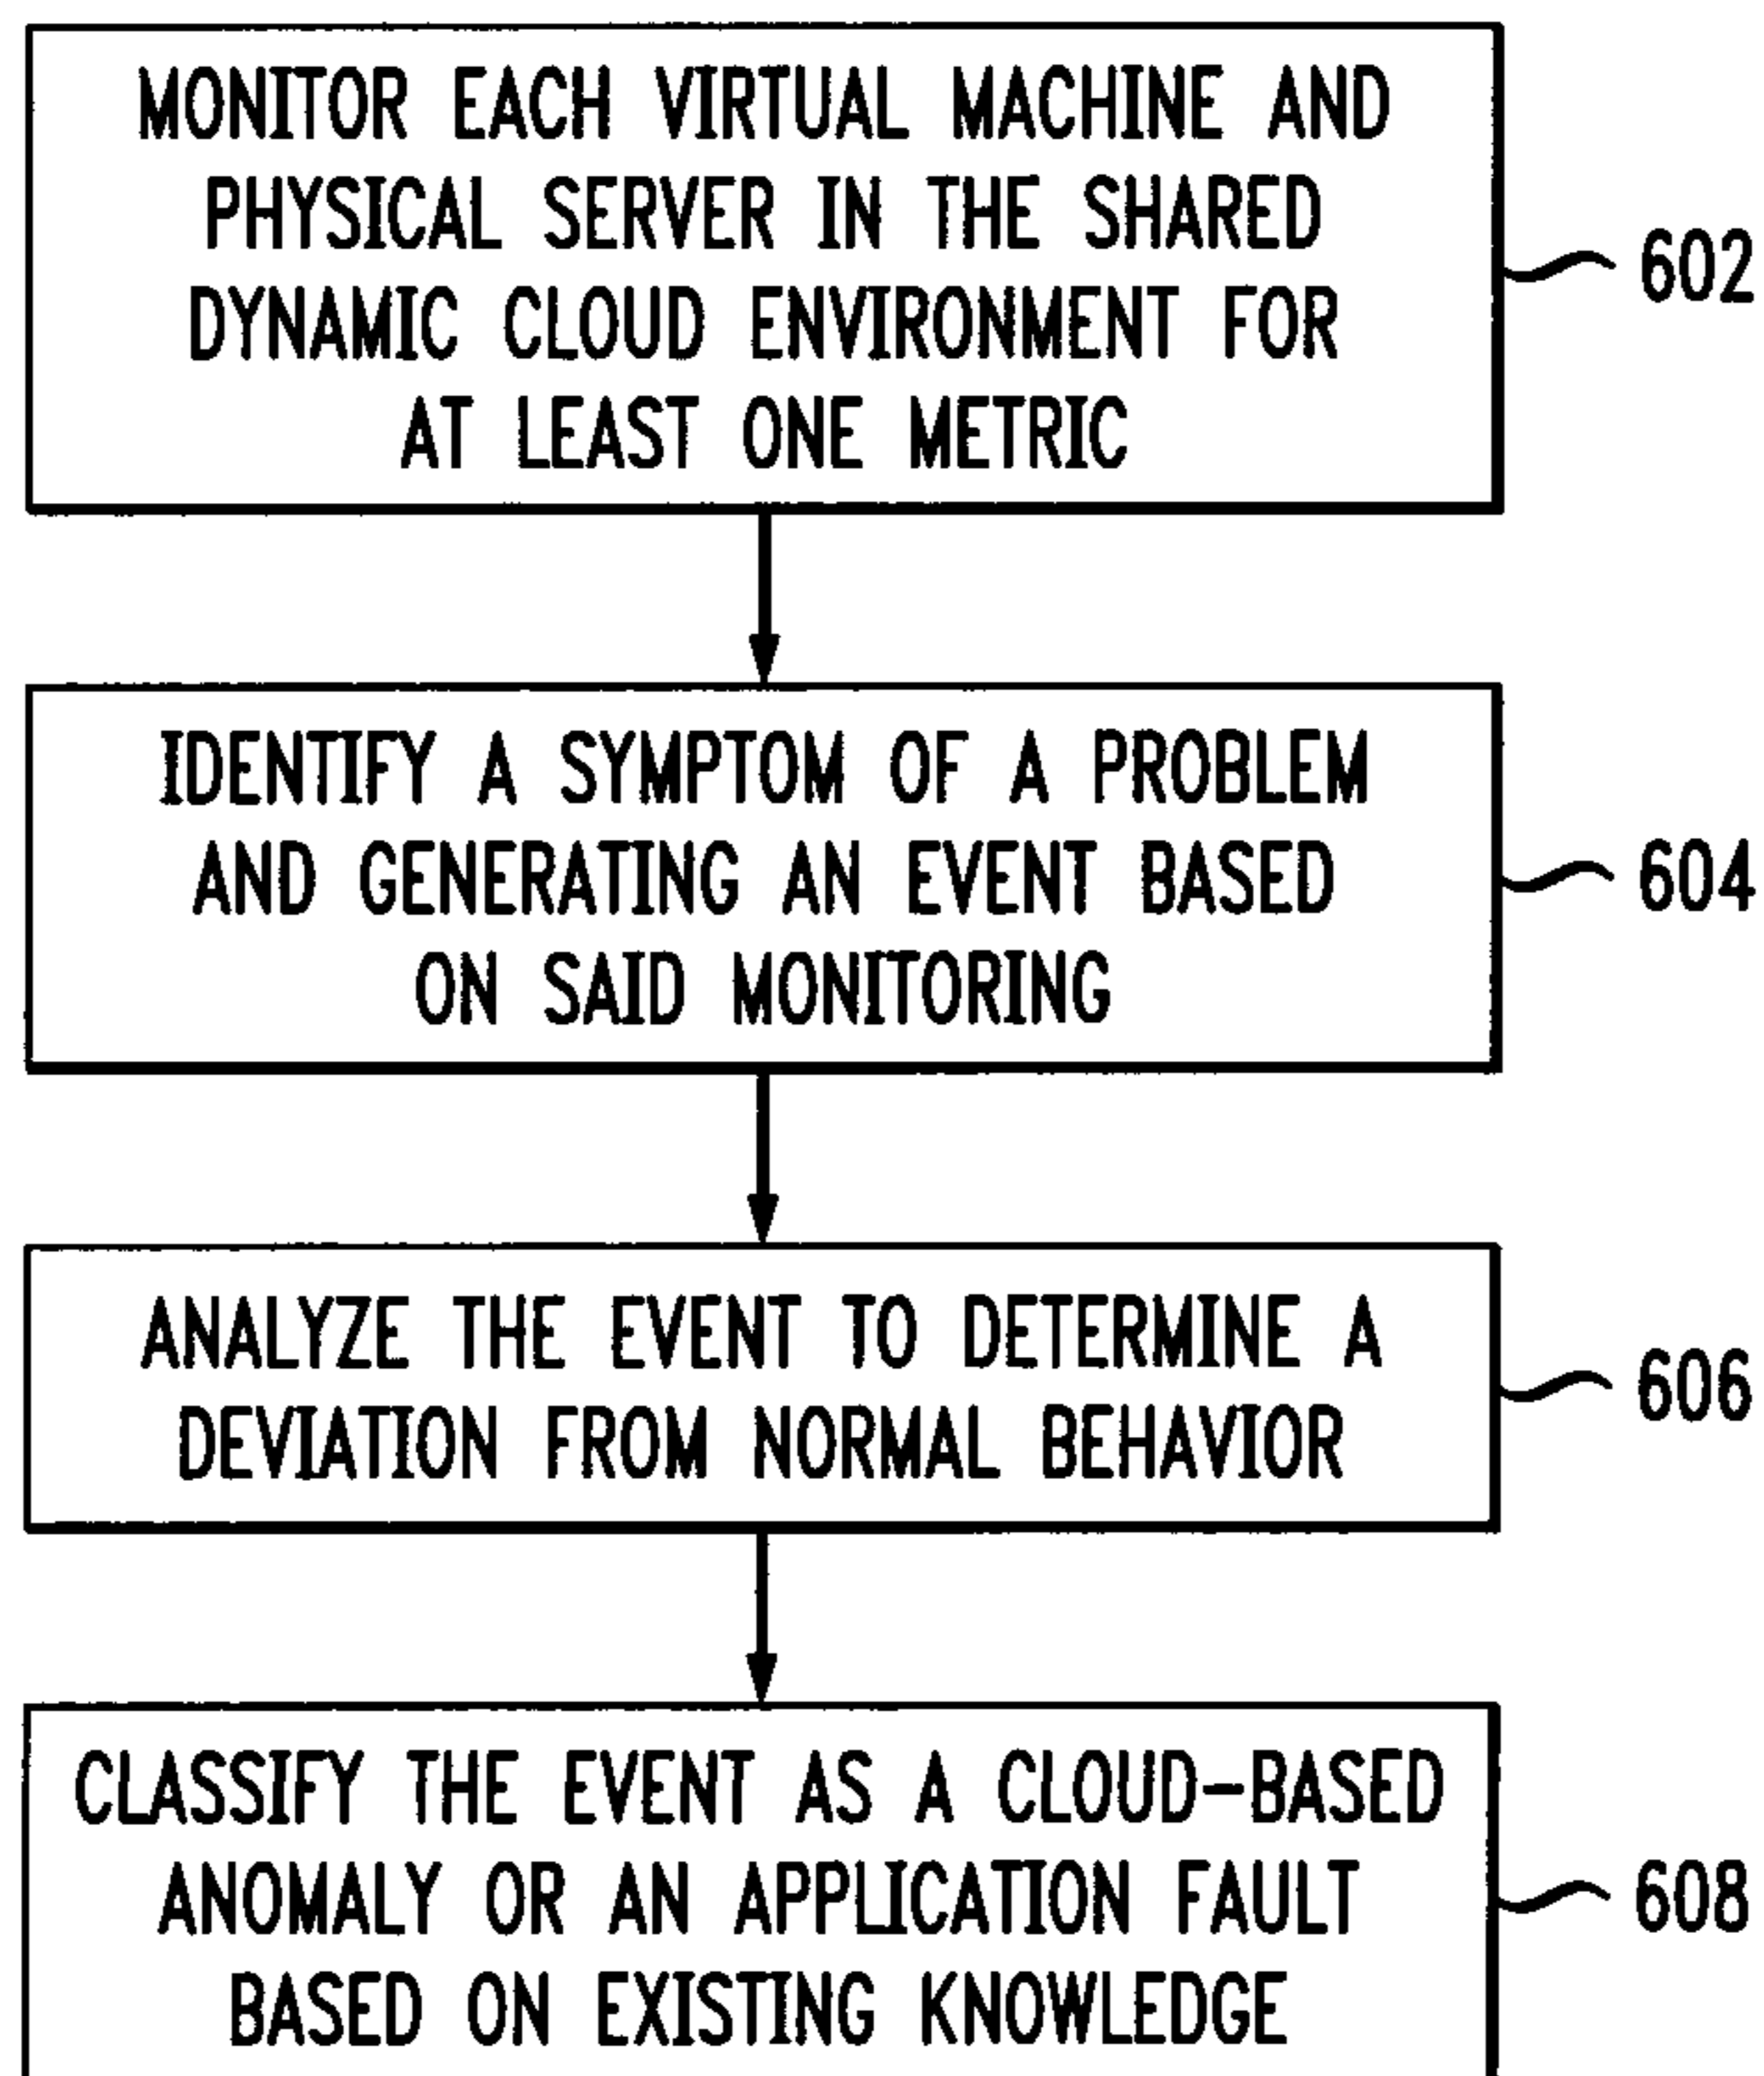 MONITOR EACH VIRTUAL MACHINE AND
PHYSICAL SERVER IN THE SHARED
DYNAMIC CLOUD ENVIRONMENT FOR
AT LEAST ONE METRIC
602
IDENTIFY A SYMPTOM OF A PROBLEM
AND GENERATING AN EVENT BASED
ON SAID MONITORING
604
ANALYZE THE EVENT TO DETERMINE A
DEVIATION FROM NORMAL BEHAVIOR
606
CLASSIFY THE EVENT AS A CLOUD-BASED
ANOMALY OR AN APPLICATION FAULT
BASED ON EXISTING KNOWLEDGE
608